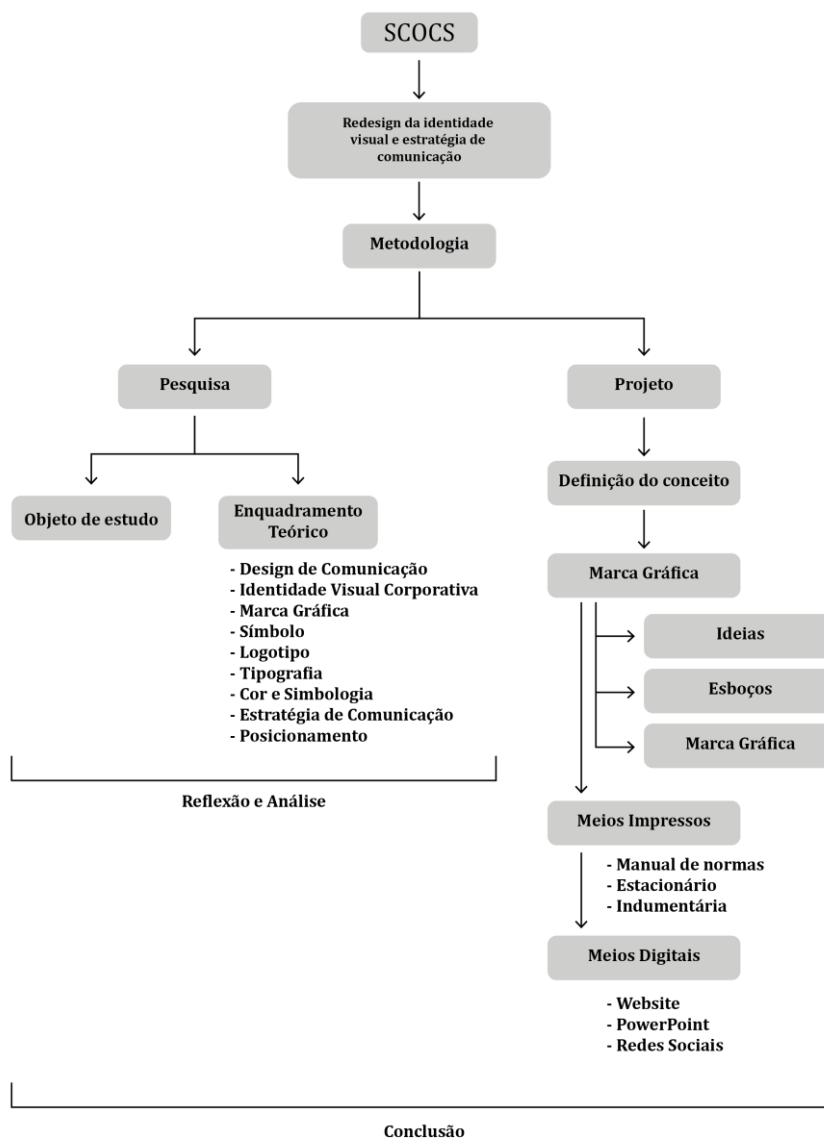 SCOCS
Redesign da identidade
visual e estratégia de
comunicação
Metodologia
Pesquisa
Projeto
Objeto de estudo
Enquadramento
Teórico
- Design de Comunicação
- Identidade Visual Corporativa
- Marca Gráfica
- Símbolo
- Logotipo
- Tipografia
- Cor e Simbologia
- Estratégia de Comunicação
- Posicionamento
Reflexão e Análise
Definição do conceito
Marca Gráfica
Ideias
Esboços
Marca Gráfica
Meios Impressos
- Manual de normas
- Estacionário
- Indumentária
Meios Digitais
- Website
- PowerPoint
- Redes Sociais
Conclusão